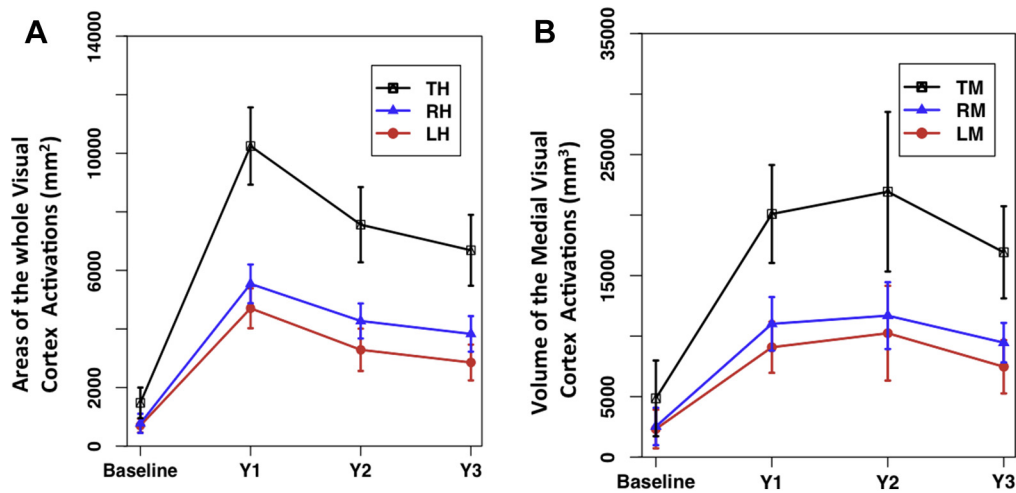 A
Areas of the whole Visual
Cortex Activations (mm²)
14000
10000
6000
2000
0
TH
RH
LH
Baseline Y1 Y2 Y3
B
Volume of the Medial Visual
Cortex Activations (mm³)
35000
25000
15000
5000
0
TM
RM
LM
Baseline Y1 Y2 Y3